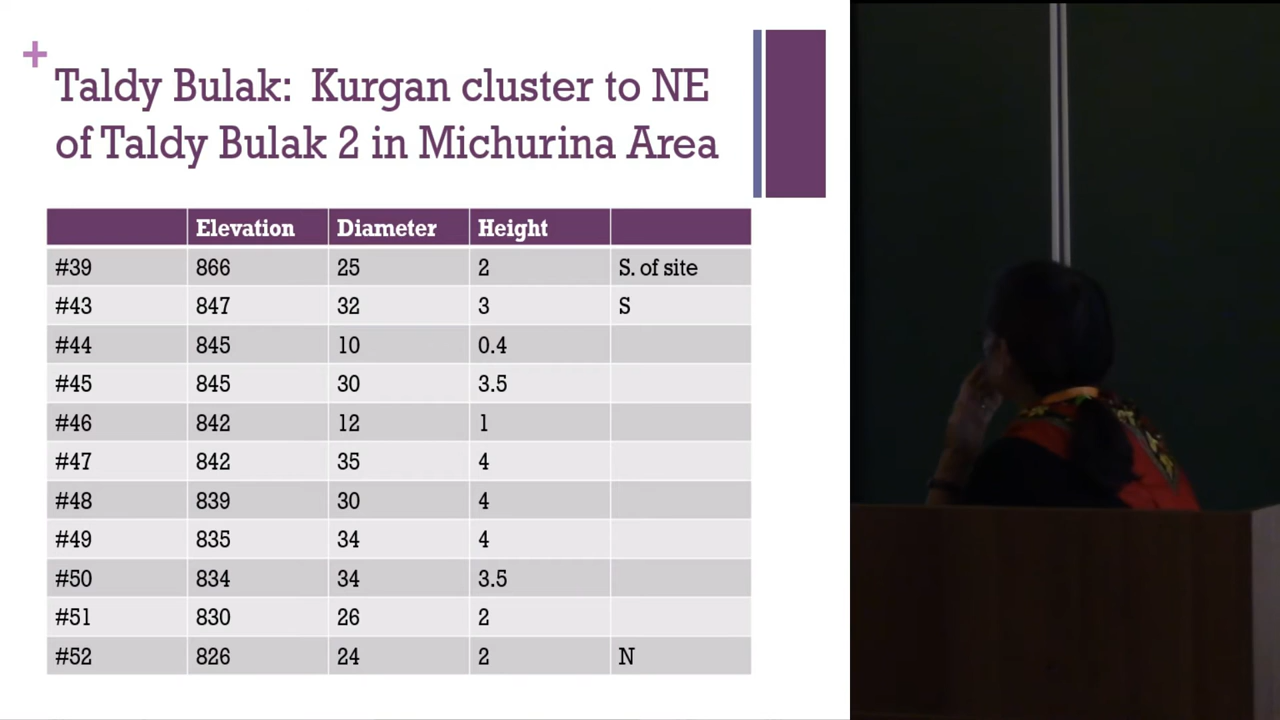 +
Taldy Bulak: Kurgan cluster to NE
of Taldy Bulak 2 in Michurina Area
Elevation Diameter Height
#39 866 25 2 S. of site
#43 847 32 3 S
#44 845 10 0.4
#45 845 30 3.5
#46 842 12 1
#47 842 35 4
#48 839 30 4
#49 835 34 4
#50 834 34 3.5
#51 830 26 2
#52 826 24 2 N